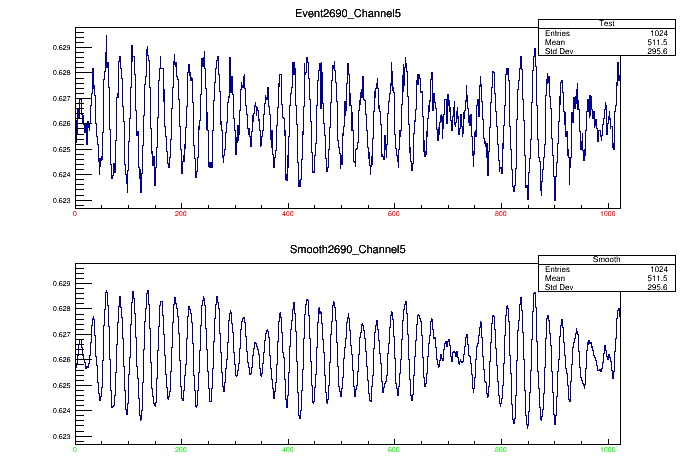 Event2690_Channel5
Test
Entries 1024
Mean 511.5
Std Dev 295.6
0.629
0.628
0.627
0.626
0.625
0.624
0.623
0 200 400 600 800 1000
Smooth2690_Channel5
Smooth
Entries 1024
Mean 511.5
Std Dev 295.6
0.629
0.628
0.627
0.626
0.625
0.624
0.623
0 200 400 600 800 1000